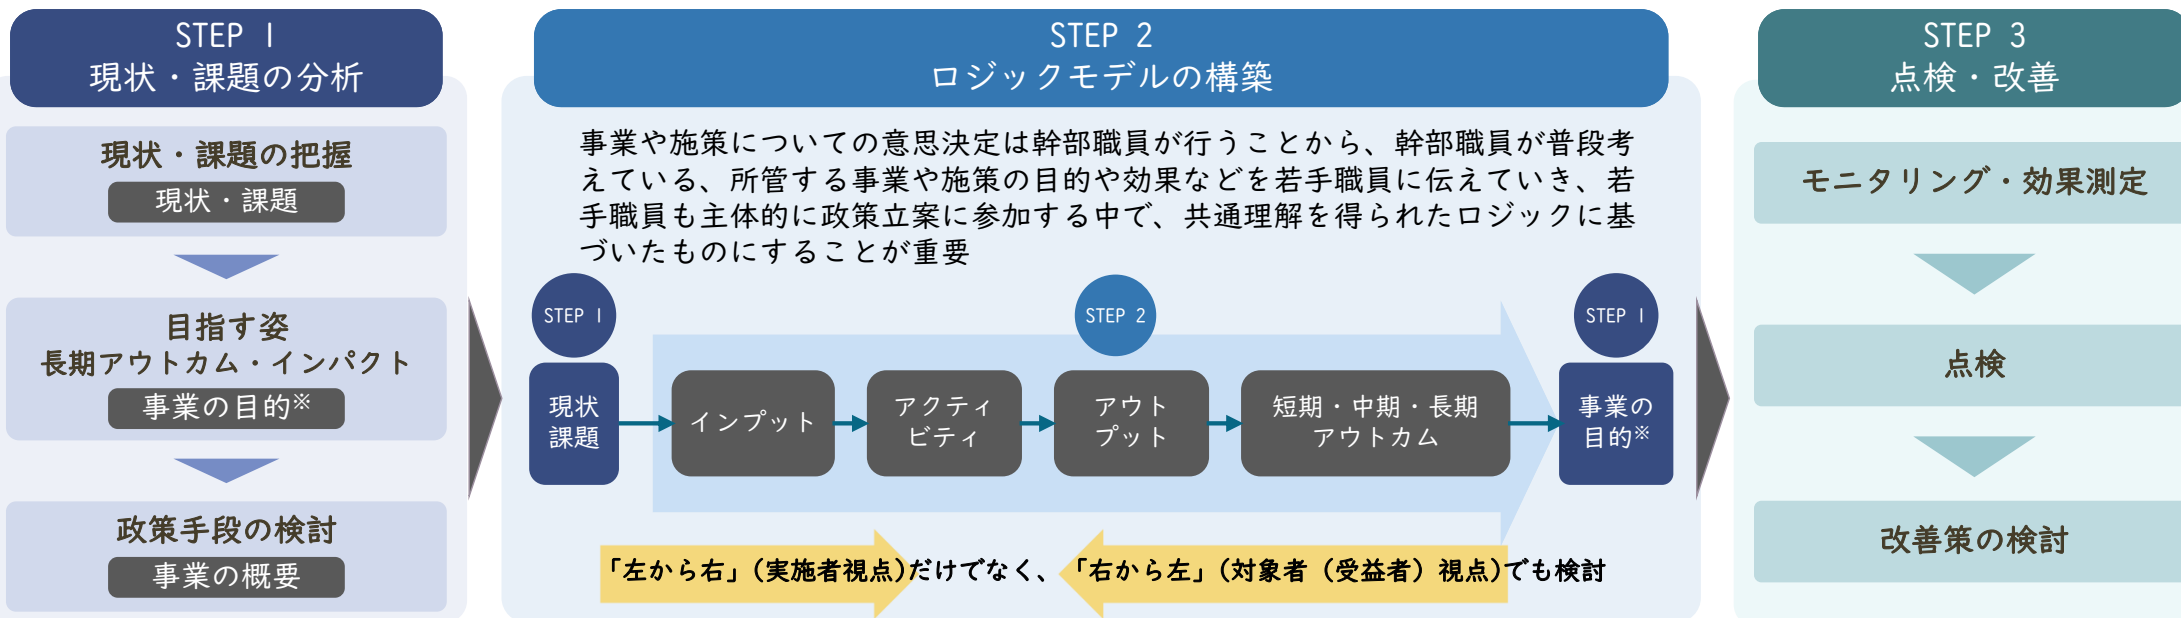 STEP 1
現状・課題の分析
現状・課題の把握
現状・課題
目指す姿
長期アウトカム・インパクト
事業の目的※
政策手段の検討
事業の概要
STEP 2
ロジックモデルの構築
事業や施策についての意思決定は幹部職員が行うことから、幹部職員が普段考
えている、所管する事業や施策の目的や効果などを若手職員に伝えていき、若
手職員も主体的に政策立案に参加する中で、共通理解を得られたロジックに基
づいたものにすることが重要
STEP 1
現状
課題
STEP 2
インプット
アクティ
ビティ
アウト
プット
短期・中期・長期
アウトカム
STEP 1
事業の
目的※
「左から右」(実施者視点)だけでなく、「右から左」(対象者（受益者）視点)でも検討
STEP 3
点検・改善
モニタリング・効果測定
点検
改善策の検討